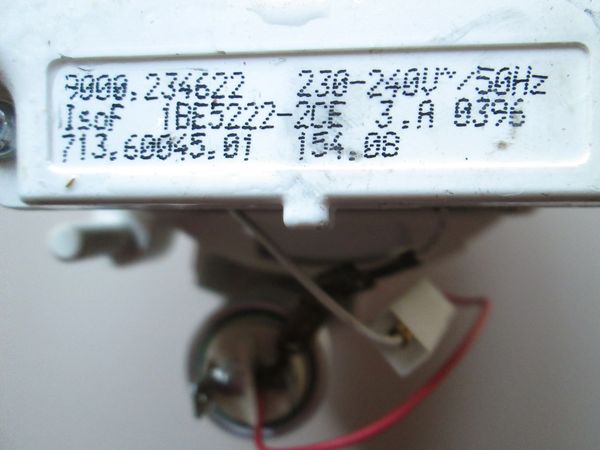 9000.234622 230-240V~/50Hz
IsoF 1BE5222-2CE 3.A 0396
713.60045.01 154.08